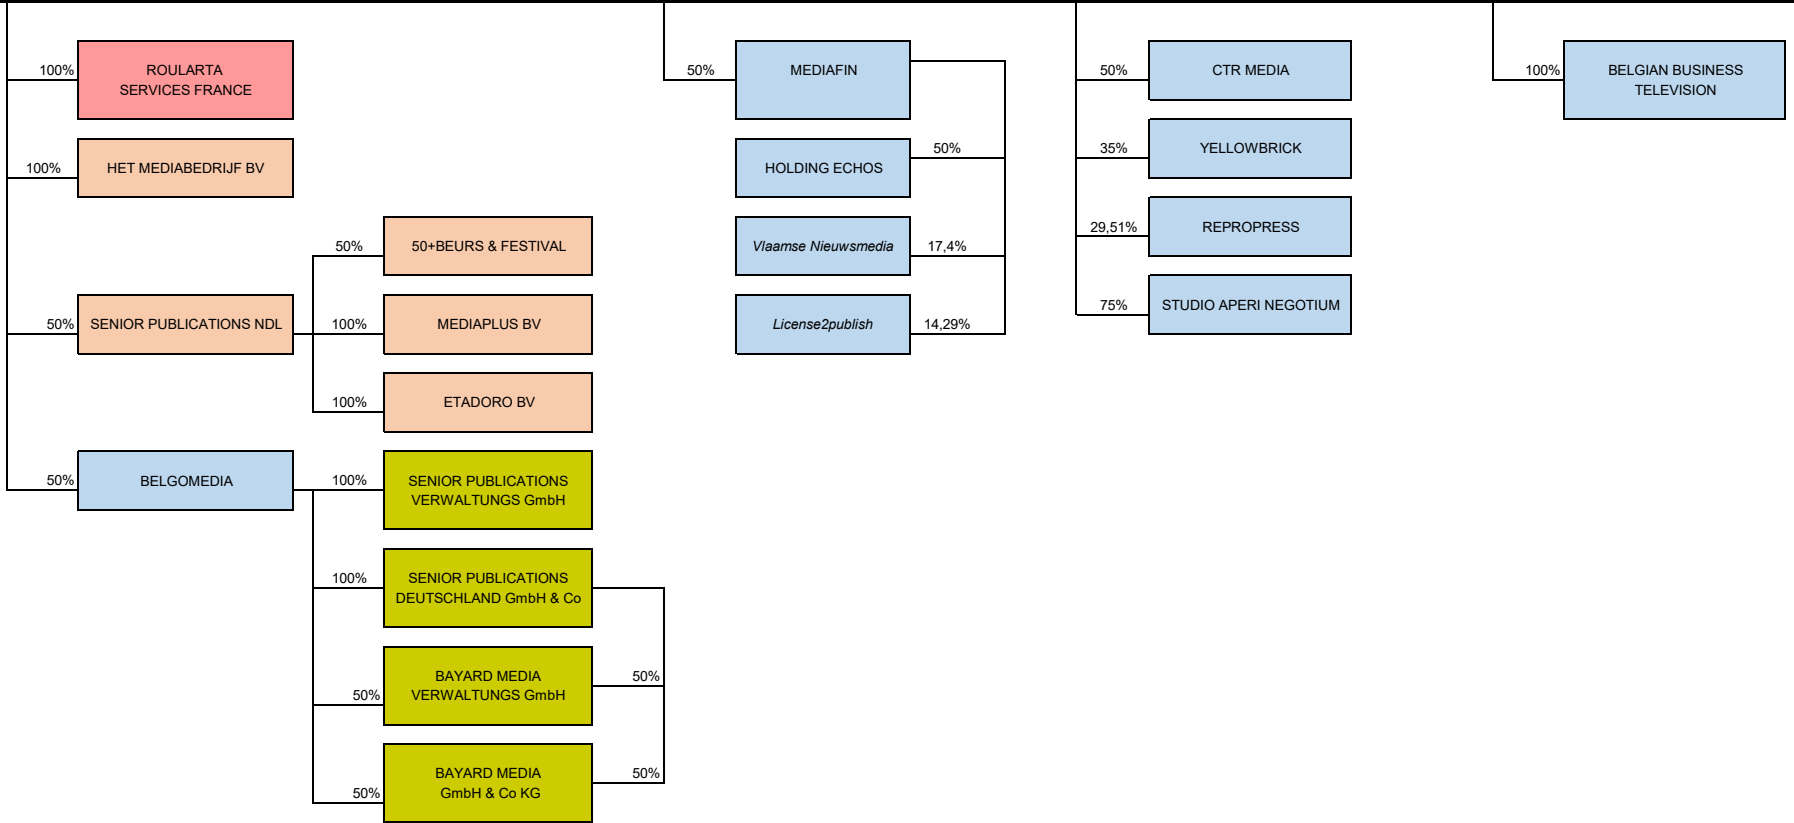 100%
ROULARTA
SERVICES FRANCE
100%
HET MEDIABEDRIJF BV
50%
SENIOR PUBLICATIONS NDL
50%
50+BEURS & FESTIVAL
100%
MEDIAPLUS BV
100%
ETADORO BV
50%
BELGOMEDIA
100%
SENIOR PUBLICATIONS
VERWALTUNGS GmbH
100%
SENIOR PUBLICATIONS
DEUTSCHLAND GmbH & Co
50%
BAYARD MEDIA
VERWALTUNGS GmbH
50%
50%
BAYARD MEDIA
GmbH & Co KG
50%
50%
MEDIAFIN
HOLDING ECHOS
50%
Vlaamse Nieuwsmedia
17,4%
License2publish
14,29%
50%
CTR MEDIA
35%
YELLOWBRICK
29,51%
REPROPRESS
75%
STUDIO APERI NEGOTIUM
100%
BELGIAN BUSINESS
TELEVISION